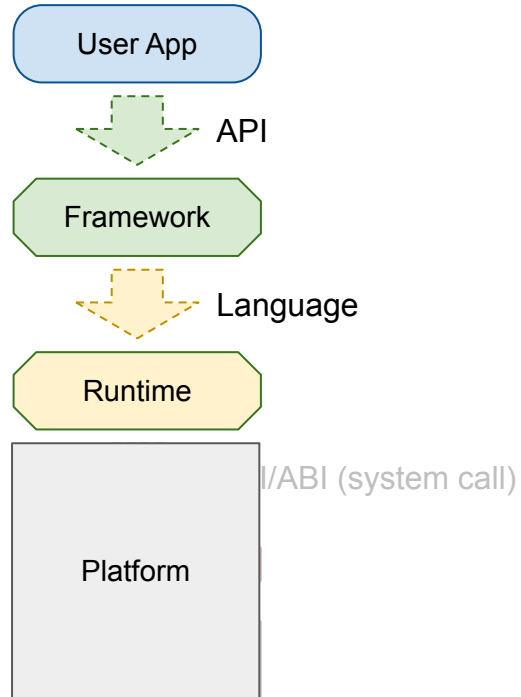 User App
API
Framework
Language
Runtime
I/ABI (system call)
Platform